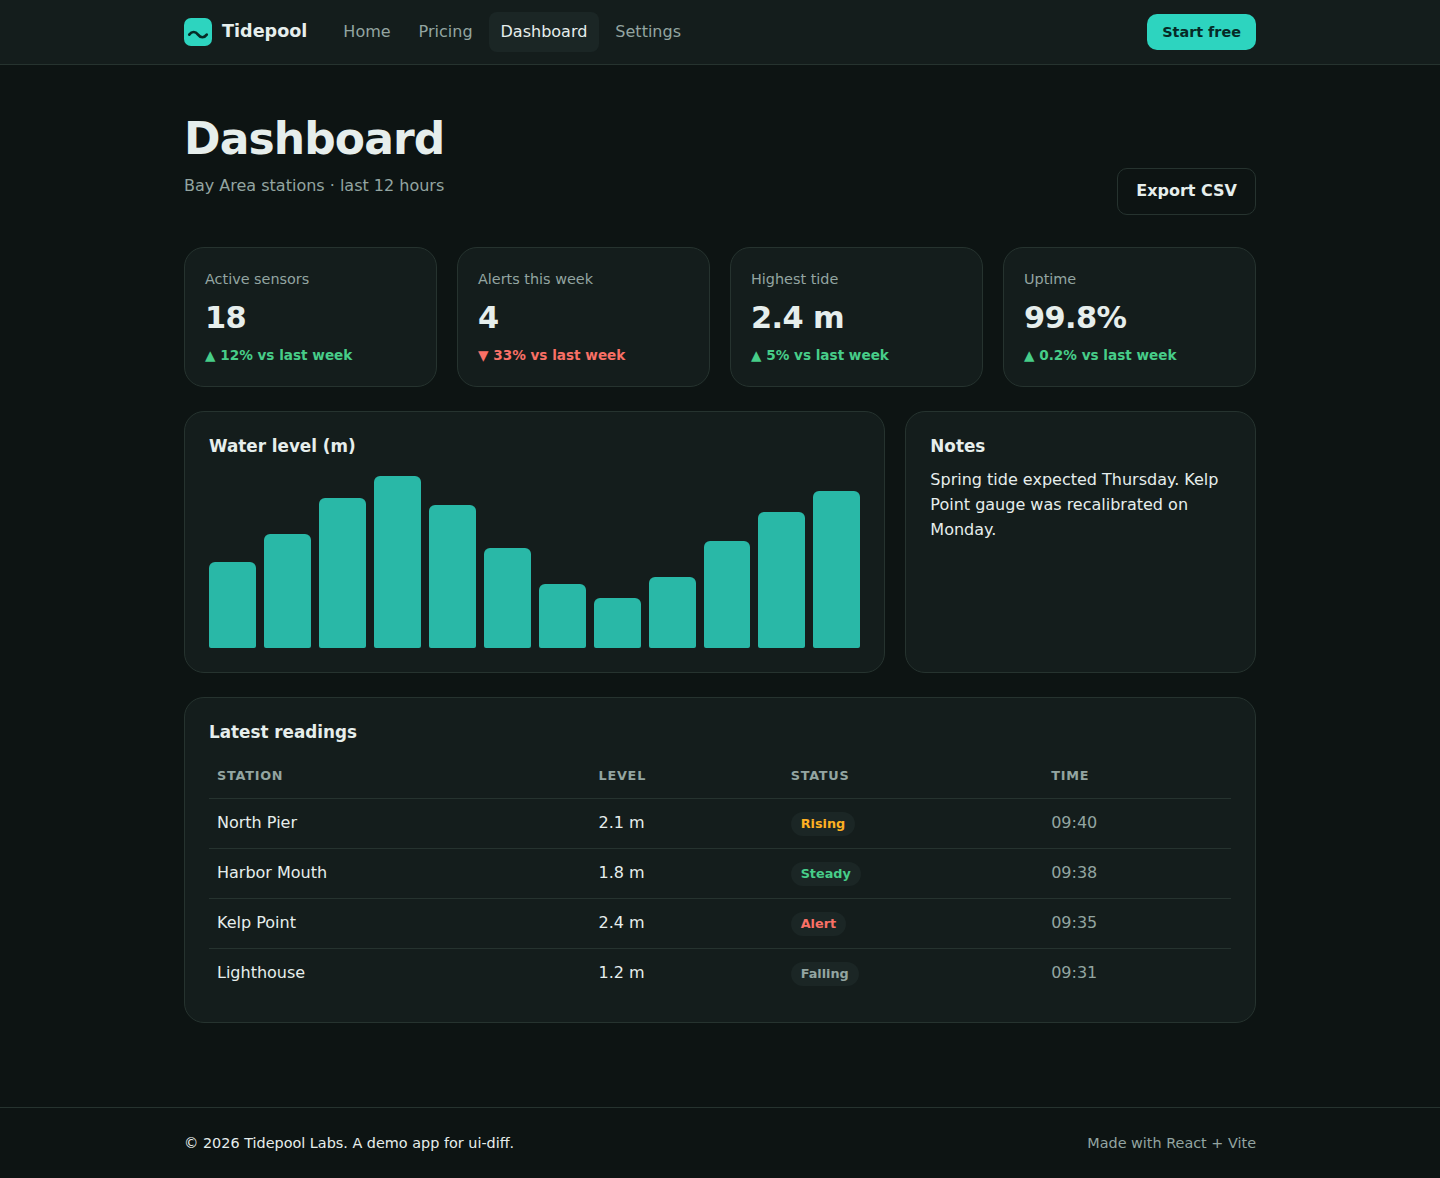 Tidepool
Home
Pricing
Dashboard
Settings
Start free
Dashboard
Bay Area stations · last 12 hours
Export CSV
Active sensors
18
▲ 12% vs last week
Alerts this week
4
▼ 33% vs last week
Highest tide
2.4 m
▲ 5% vs last week
Uptime
99.8%
▲ 0.2% vs last week
Water level (m)
Notes
Spring tide expected Thursday. Kelp
Point gauge was recalibrated on
Monday.
Latest readings
STATION LEVEL STATUS TIME
North Pier 2.1 m Rising 09:40
Harbor Mouth 1.8 m Steady 09:38
Kelp Point 2.4 m Alert 09:35
Lighthouse 1.2 m Falling 09:31
© 2026 Tidepool Labs. A demo app for ui-diff.
Made with React + Vite